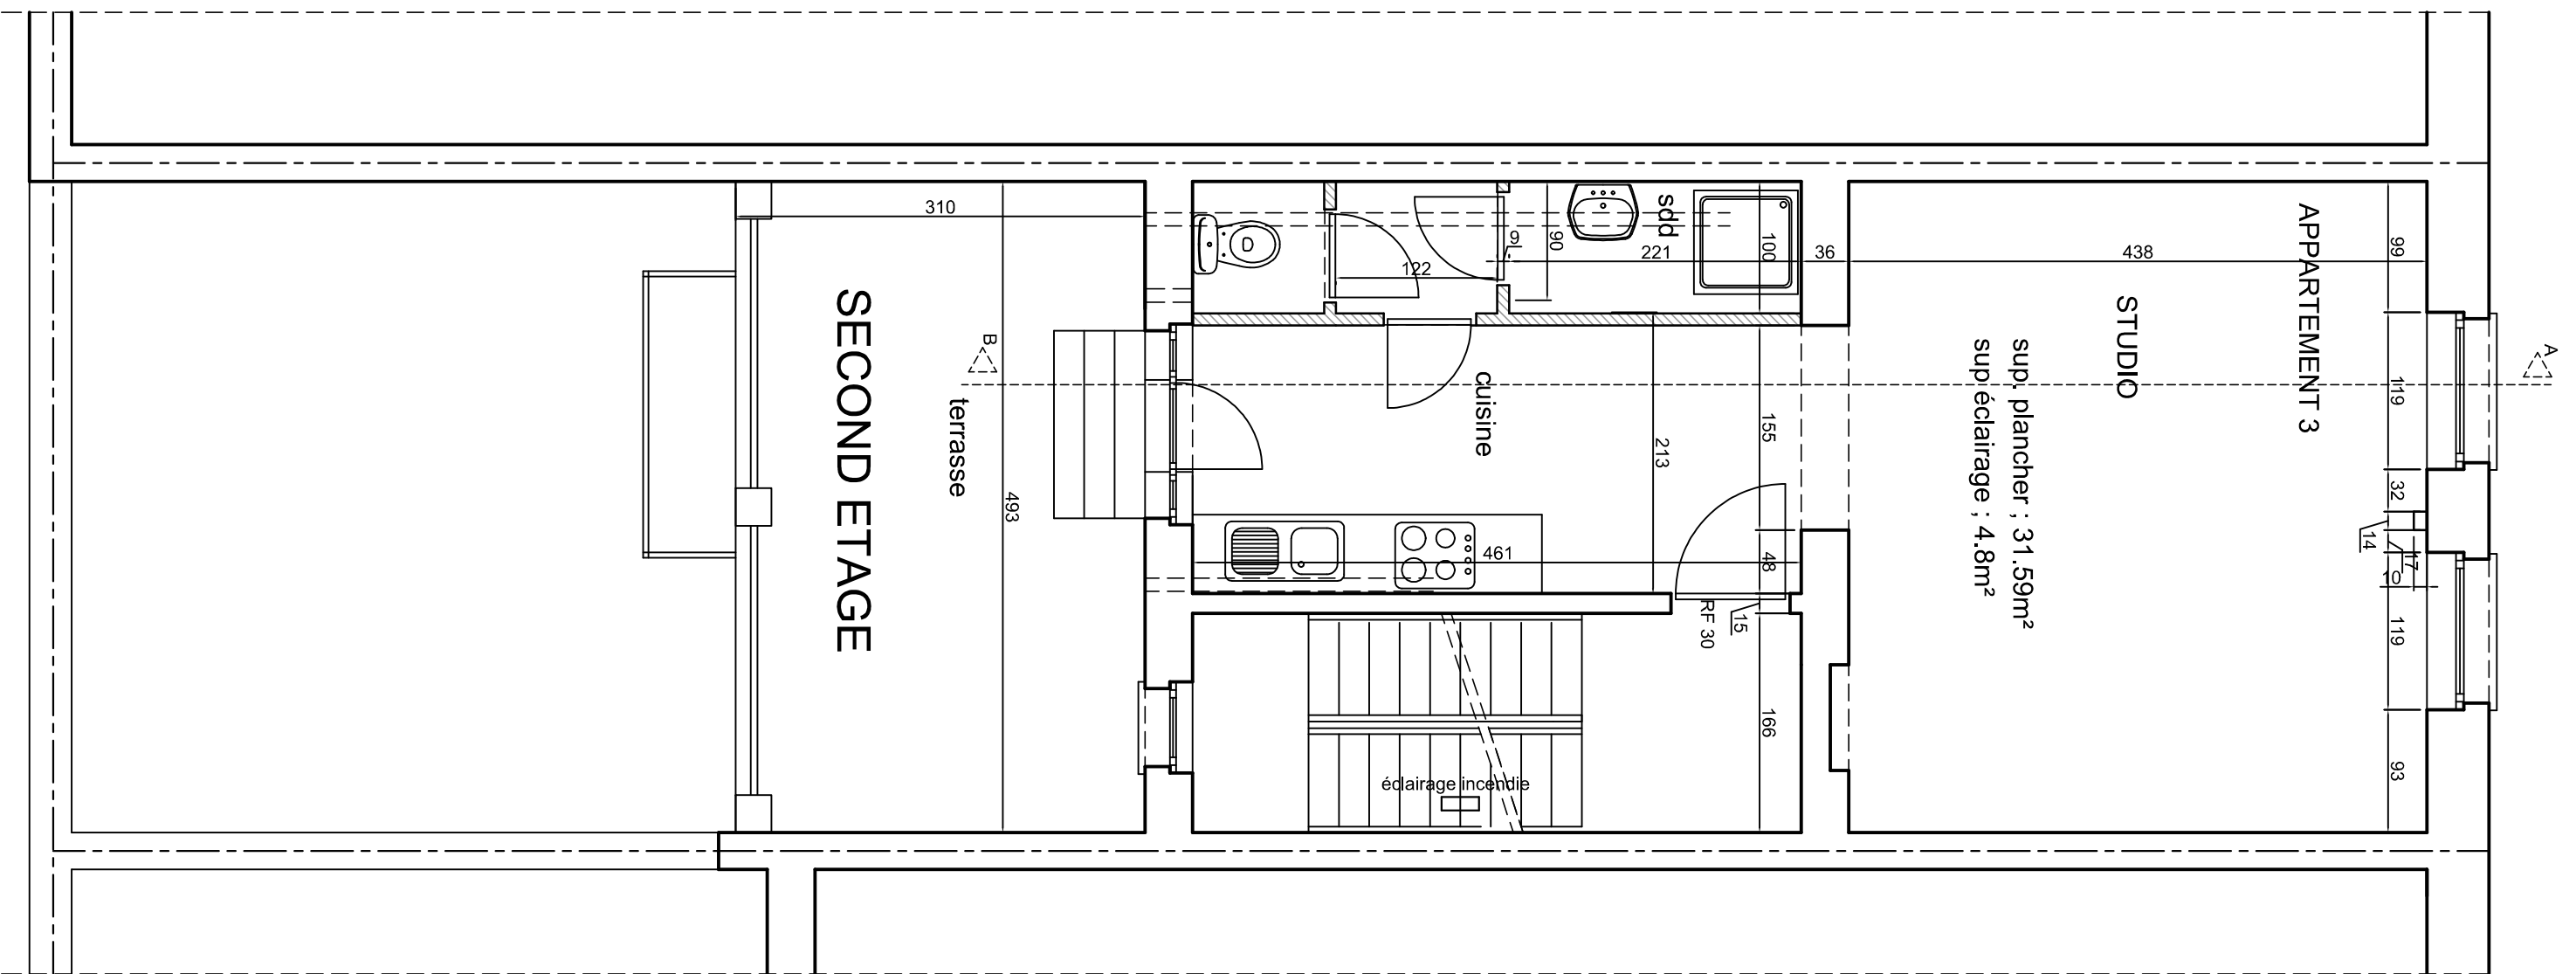 SECOND ETAGE
terrasse
310
493
B
122
9
90
sdd
221
100
36
438
99
APPARTEMENT 3
STUDIO
sup. plancher ; 31.59m²
sup éclairage ; 4.8m²
A
119
32
14
17
10
119
93
cuisine
213
155
461
48
15
RF 30
166
éclairage incendie